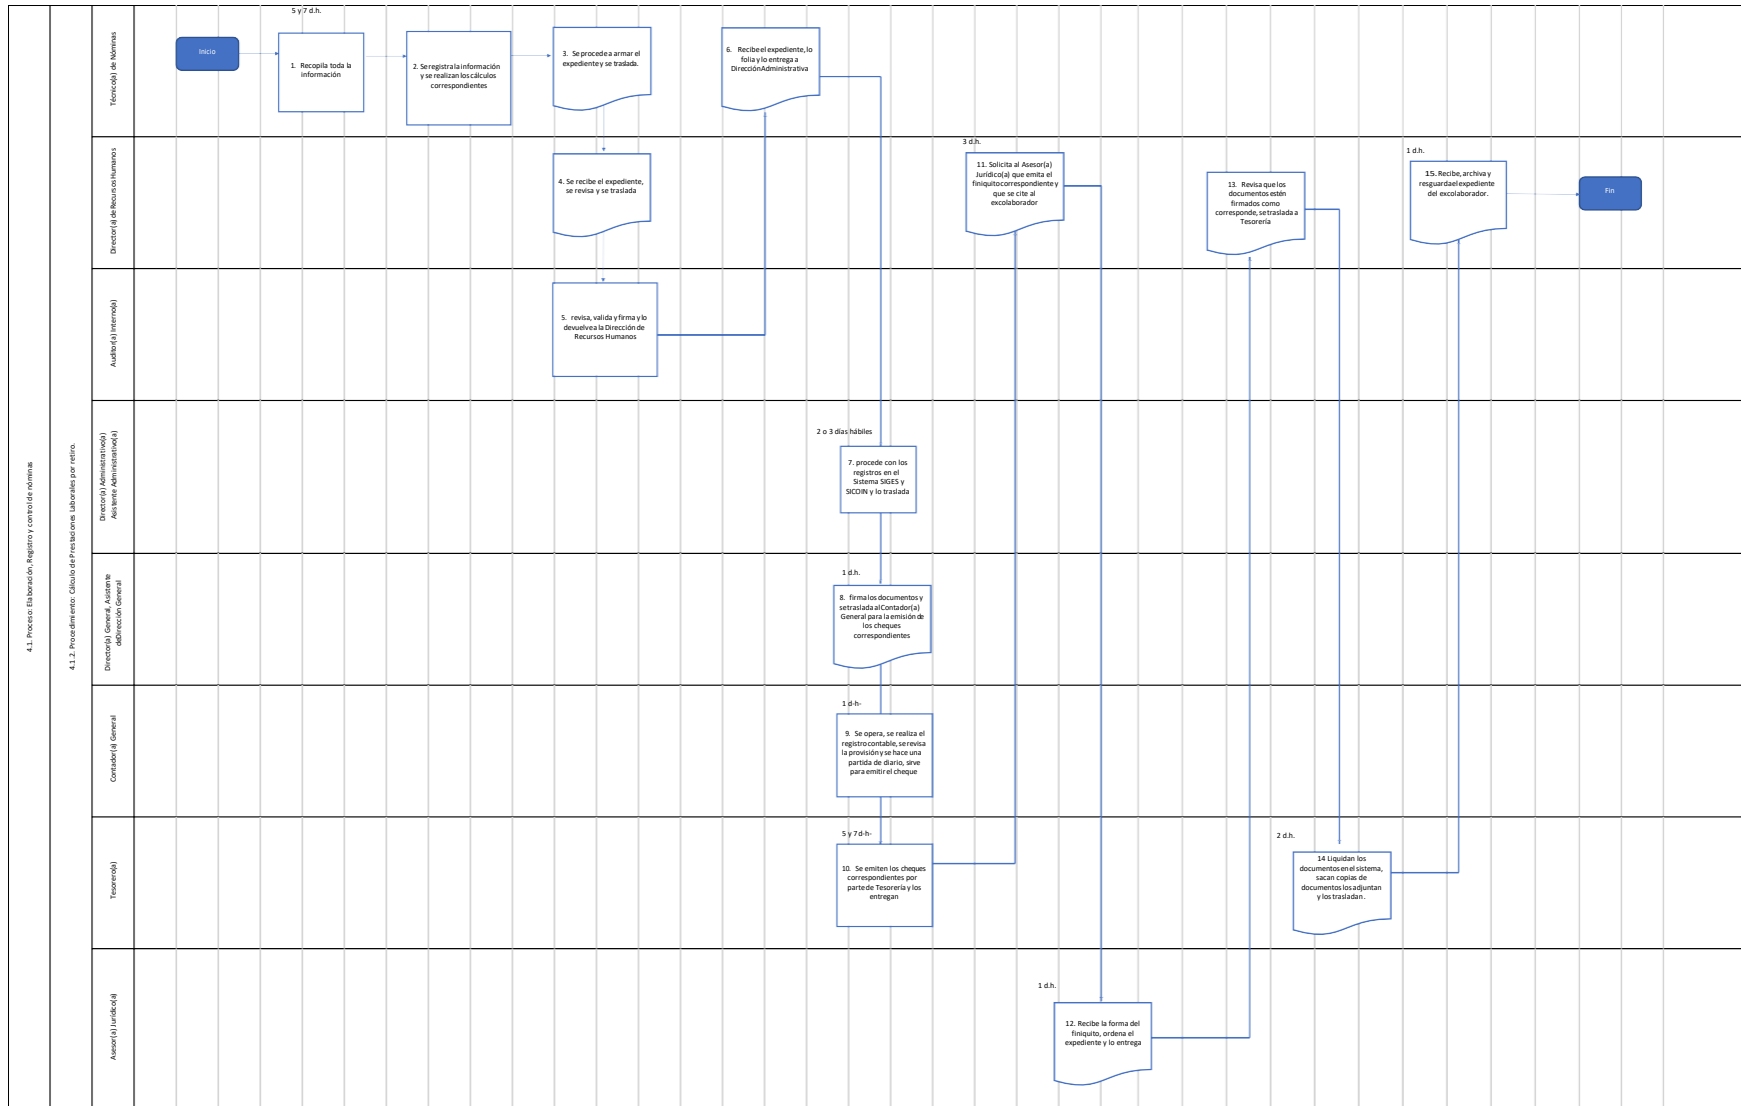 4.1. Proceso: Elaboración, Registro y control de nóminas
4.1.2. Procedimiento: Cálculo de Prestaciones Laborales por retiro.
Técnico(a) de Nóminas
5 y 7 d.h.
Inicio
1. Recopila toda la
información
2. Se registra la información
y se realizan los cálculos
correspondientes
3. Se procede a armar el
expediente y se traslada.
6. Recibe el expediente, lo
folia y lo entrega a
Dirección Administrativa
Director(a) de Recursos Humanos
4. Se recibe el expediente,
se revisa y se traslada
3 d.h.
11. Solicita al Asesor(a)
Jurídico(a) que emita el
finiquito correspondiente y
que se cite al
excolaborador
13. Revisa que los
documentos estén
firmados como
corresponde, se traslada a
Tesorería
1 d.h.
15. Recibe, archiva y
resguarda el expediente
del excolaborador.
Fin
Auditor(a) Interno(a)
5. revisa, valida y firma y lo
devuelve a la Dirección de
Recursos Humanos
Director(a) Administrativo(a)
Asistente Administrativo(a)
2 o 3 días hábiles
7. procede con los
registros en el
Sistema SIGES y
SICOIN y lo traslada
Director(a) General, Asistente
de Dirección General
1 d.h.
8. firma los documentos y
se traslada al Contador(a)
General para la emisión de
los cheques
correspondientes
Contador(a) General
1 d-h-
9. Se opera, se realiza el
registro contable, se revisa
la provisión y se hace una
partida de diario, sirve
para emitir el cheque
Tesorero(a)
5 y 7 d-h-
10. Se emiten los cheques
correspondientes por
parte de Tesorería y los
entregan
2 d.h.
14 Liquidan los
documentos en el sistema,
sacan copias de
documentos los adjuntan
y los trasladan .
Asesor(a) Jurídico(a)
1 d.h.
12. Recibe la forma del
finiquito, ordena el
expediente y lo entrega